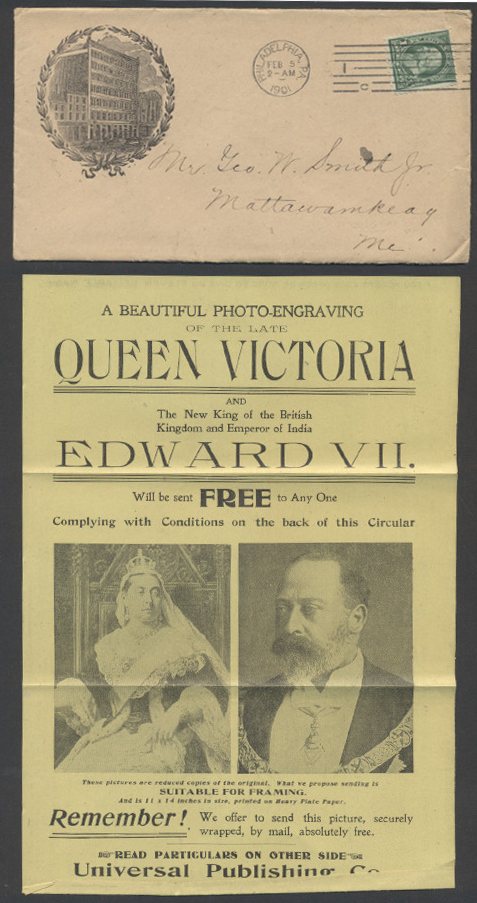 PHILADELPHIA, PA.
FEB 5
2-AM
1901
1
C
Mr. Geo. W. Smith Jr.
Mattawamkeag
Me.
A BEAUTIFUL PHOTO-ENGRAVING
OF THE LATE
QUEEN VICTORIA
AND
The New King of the British
Kingdom and Emperor of India
EDWARD VII.
Will be sent FREE to Any One
Complying with Conditions on the back of this Circular
These pictures are reduced copies of the original. What we propose sending is
SUITABLE FOR FRAMING.
And is 11 x 14 inches in size, printed on Heavy Plate Paper.
Remember! We offer to send this picture, securely
wrapped, by mail, absolutely free.
READ PARTICULARS ON OTHER SIDE
Universal Publishing Co